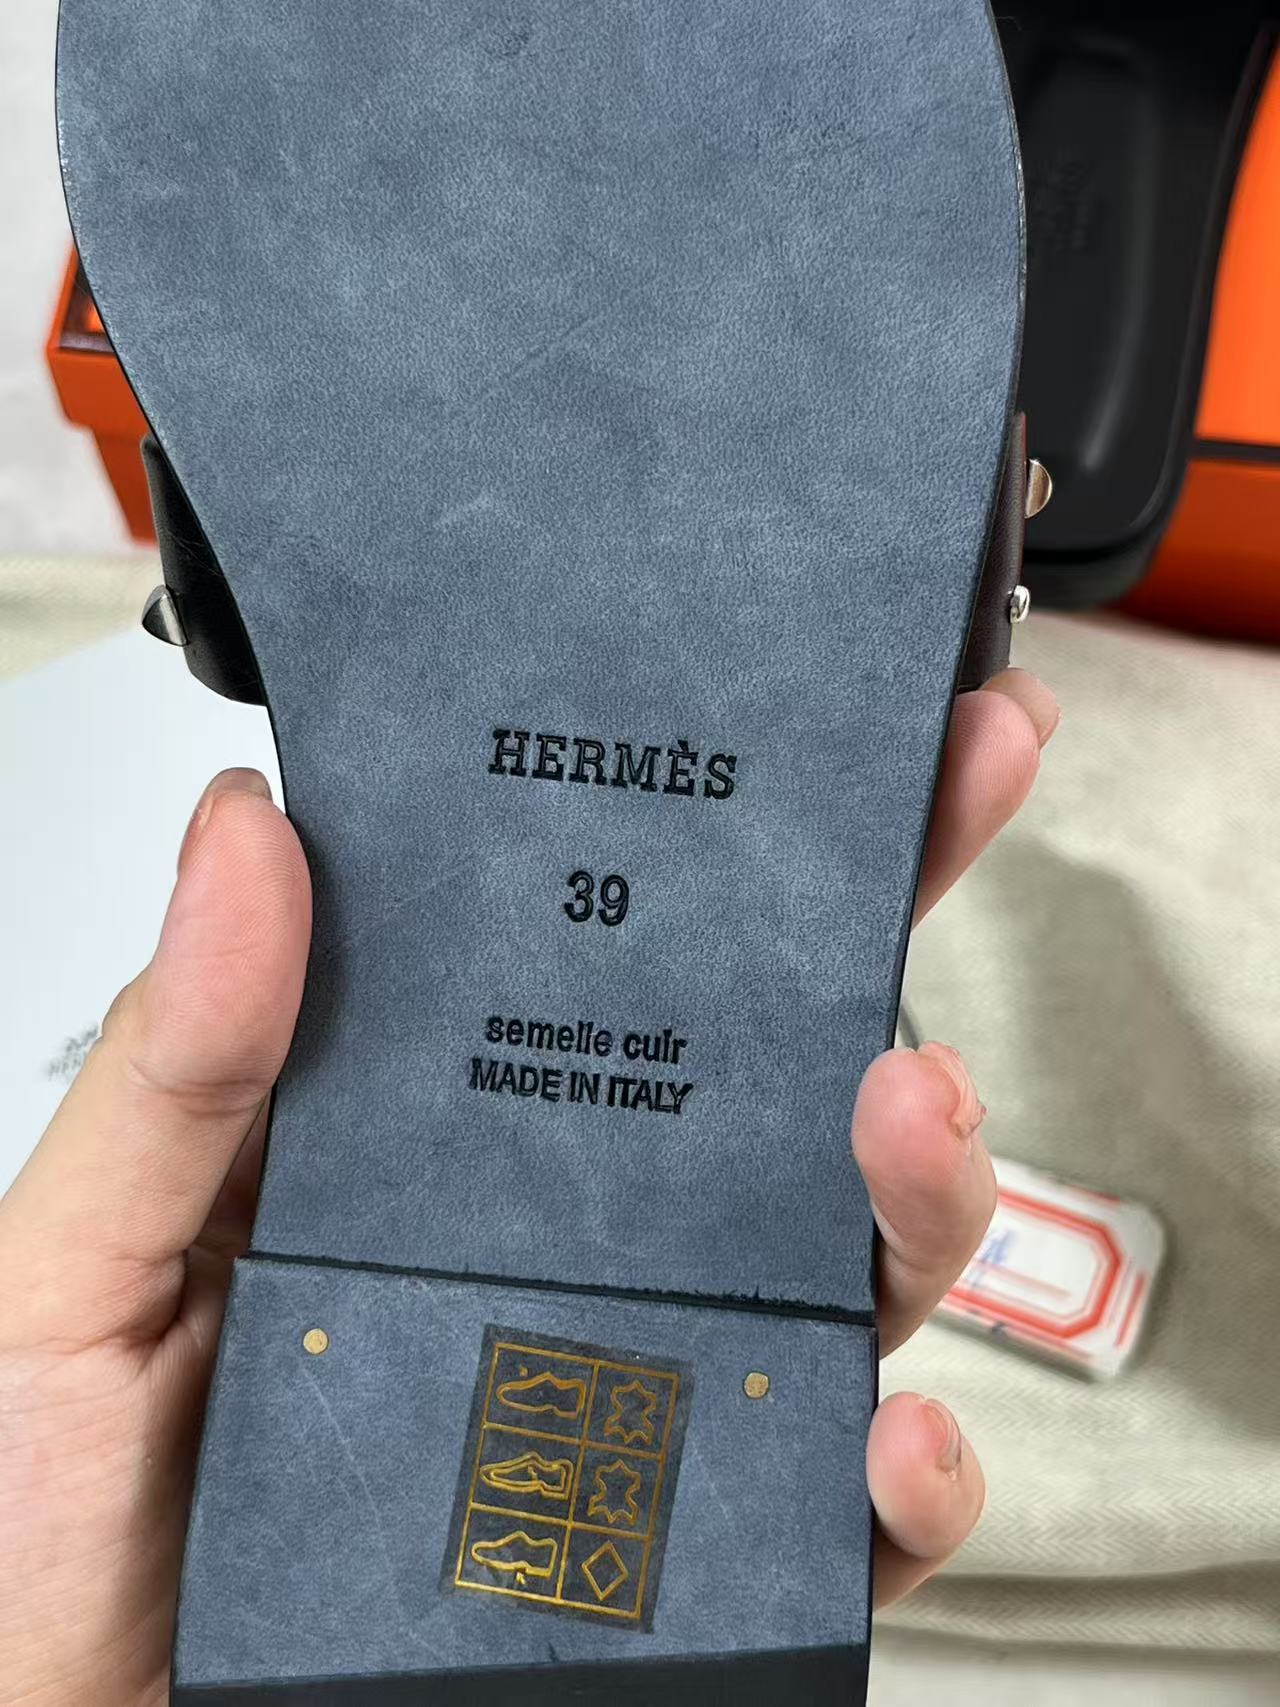 HERMÈS
39
semelle cuir
MADE IN ITALY